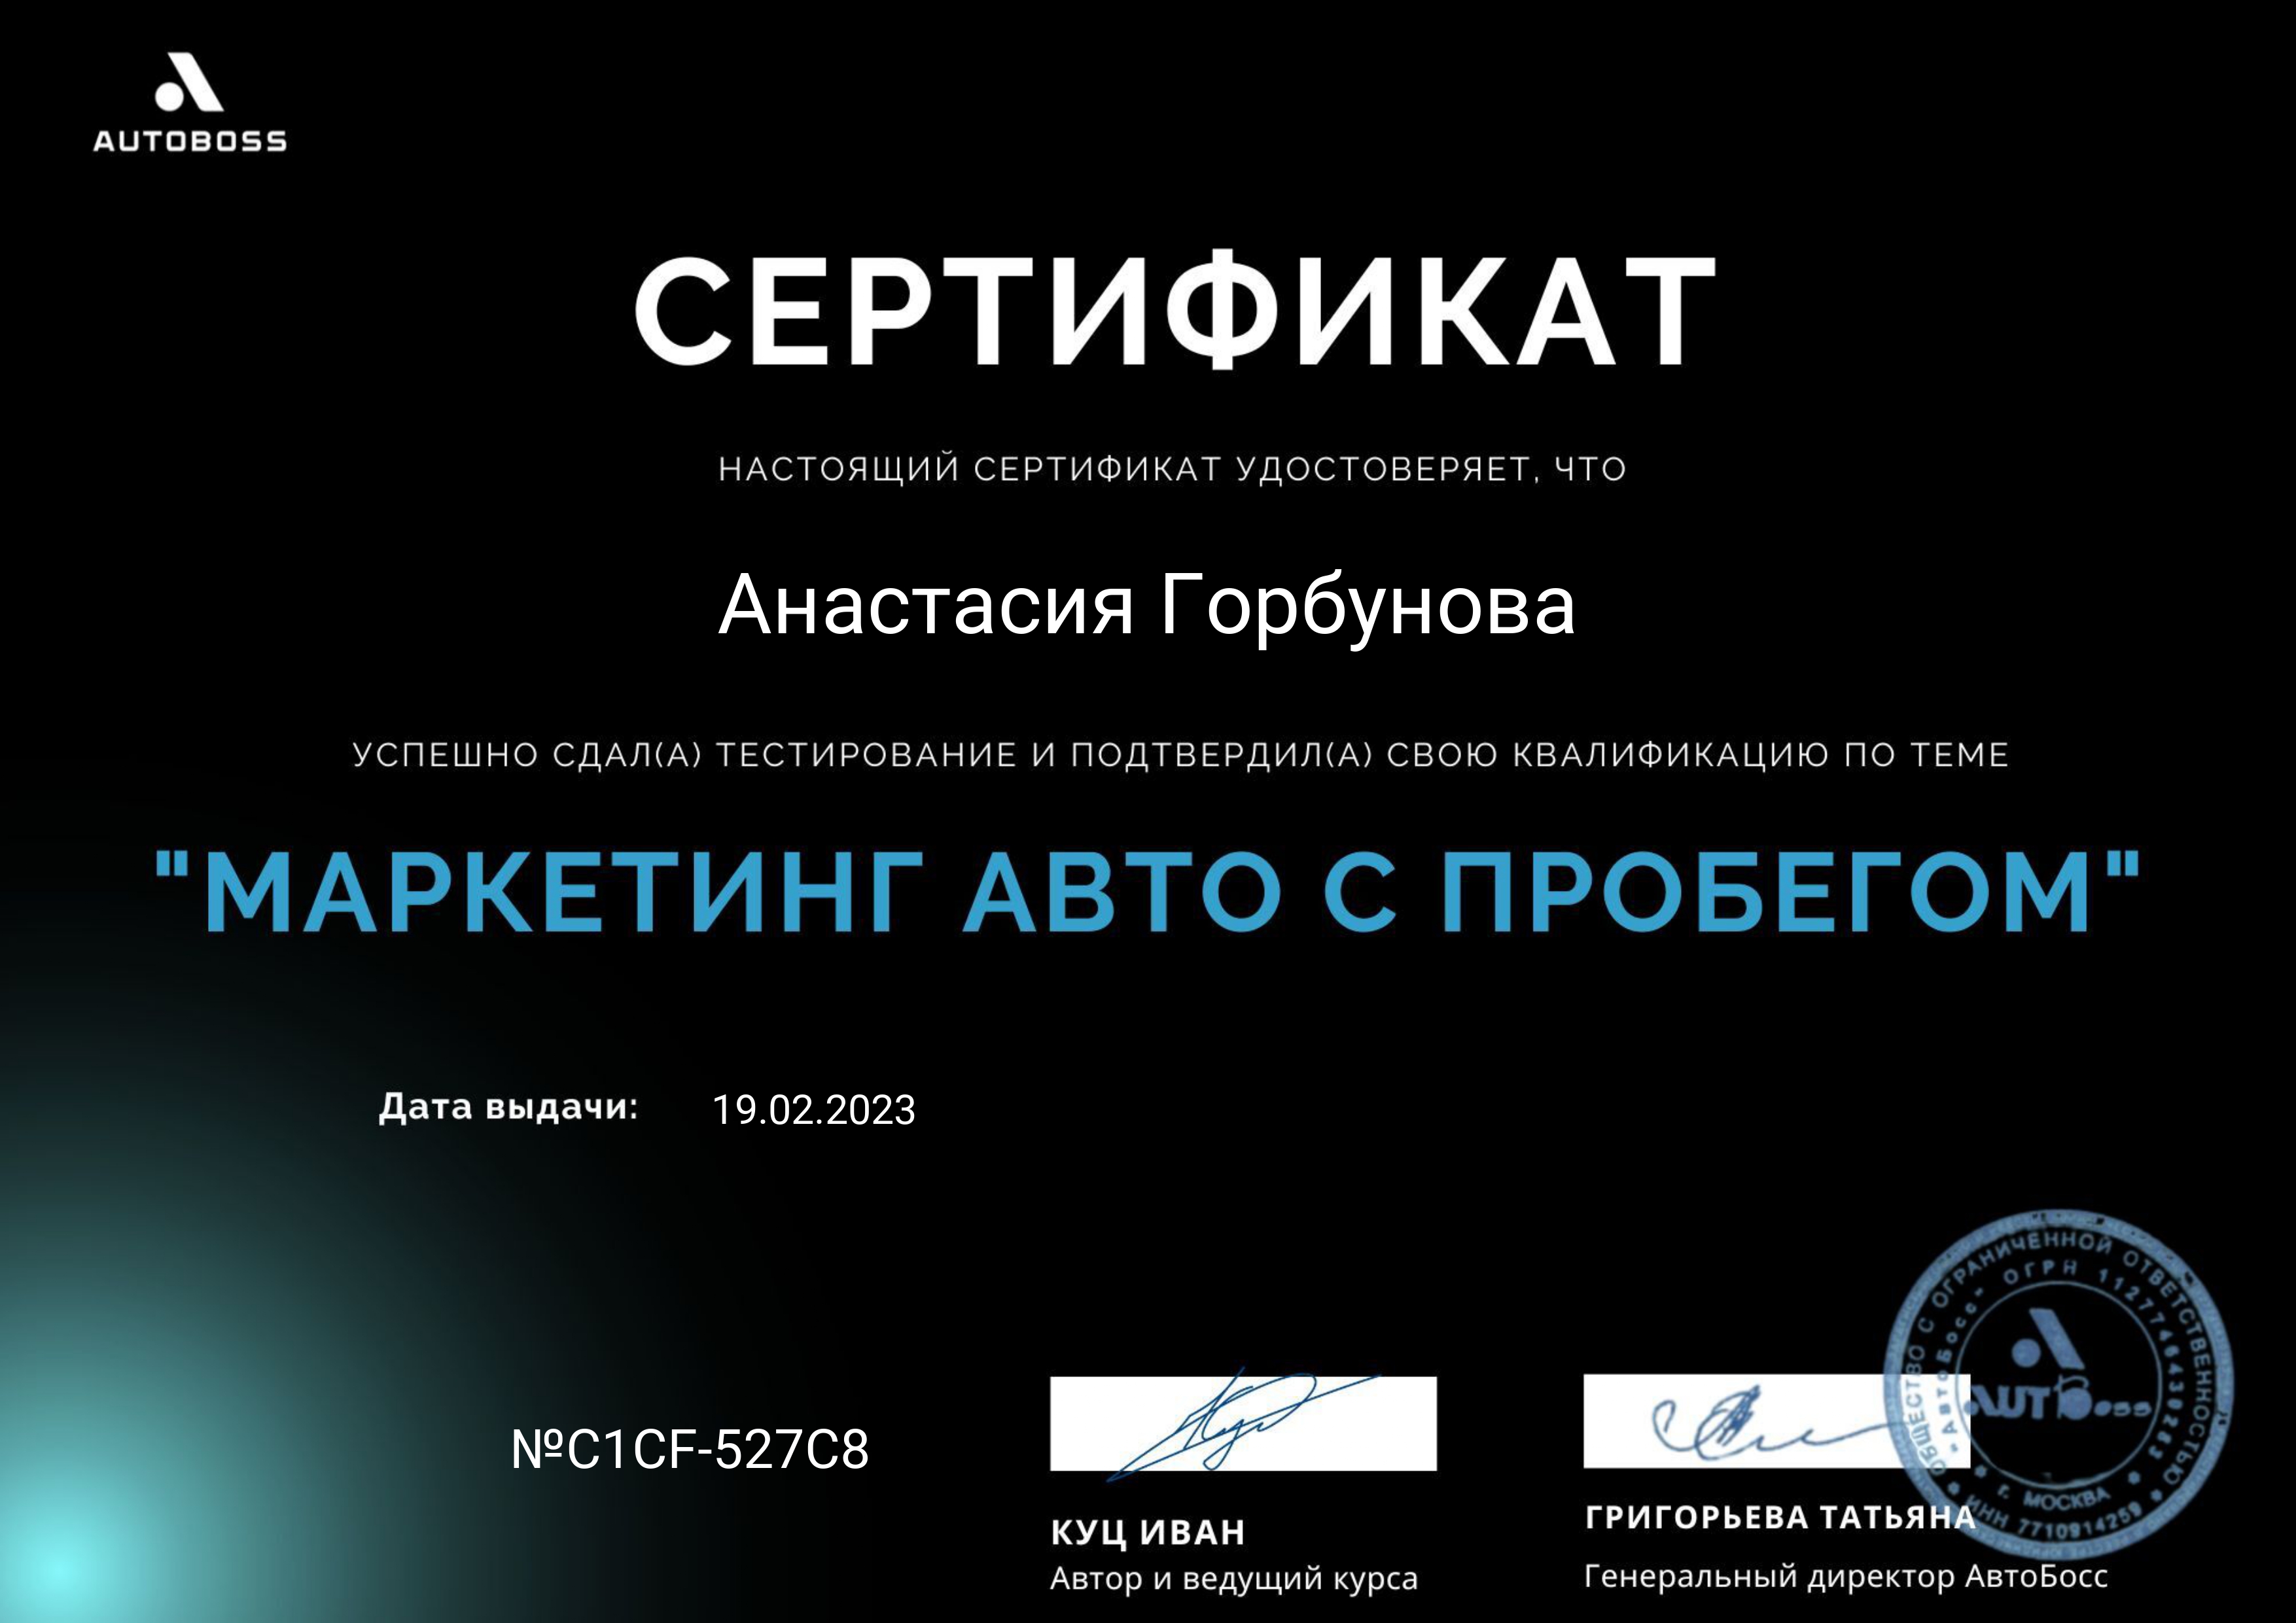 AUTOBOSS
СЕРТИФИКАТ
НАСТОЯЩИЙ СЕРТИФИКАТ УДОСТОВЕРЯЕТ, ЧТО
Анастасия Горбунова
УСПЕШНО СДАЛ(А) ТЕСТИРОВАНИЕ И ПОДТВЕРДИЛ(А) СВОЮ КВАЛИФИКАЦИЮ ПО ТЕМЕ
"МАРКЕТИНГ АВТО С ПРОБЕГОМ"
Дата выдачи: 19.02.2023
№C1CF-527C8
КУЦ ИВАН
Автор и ведущий курса
ГРИГОРЬЕВА ТАТЬЯНА
Генеральный директор АвтоБосс
ОБЩЕСТВО С ОГРАНИЧЕННОЙ ОТВЕТСТВЕННОСТЬЮ
"АвтоБосс" ОГРН 1127746430283
AUTOBoss
г. МОСКВА
ИНН 7710914259